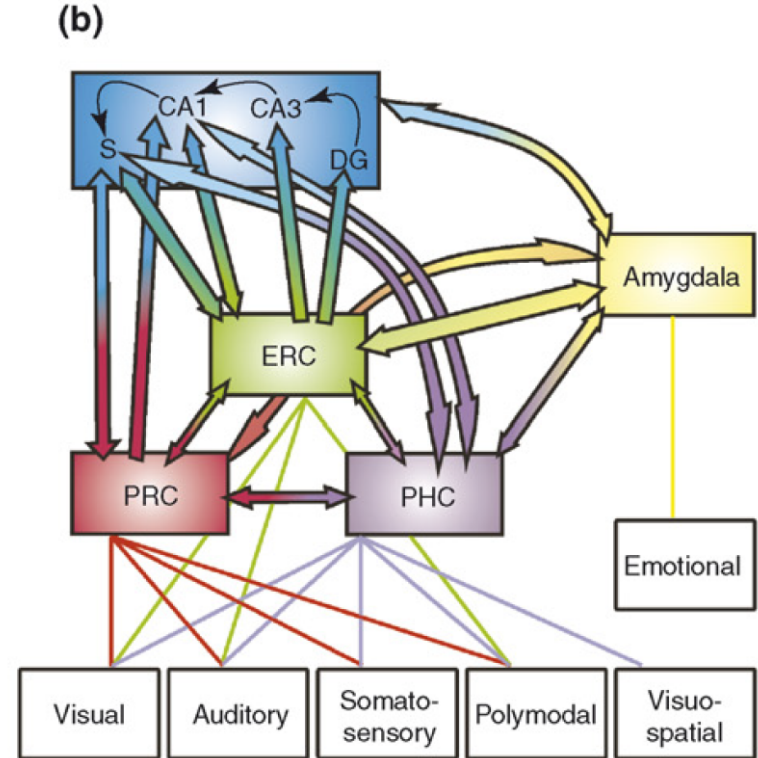 (b)
CA1
CA3
S
DG
Amygdala
ERC
PRC
PHC
Emotional
Visual
Auditory
Somato-
sensory
Polymodal
Visuo-
spatial